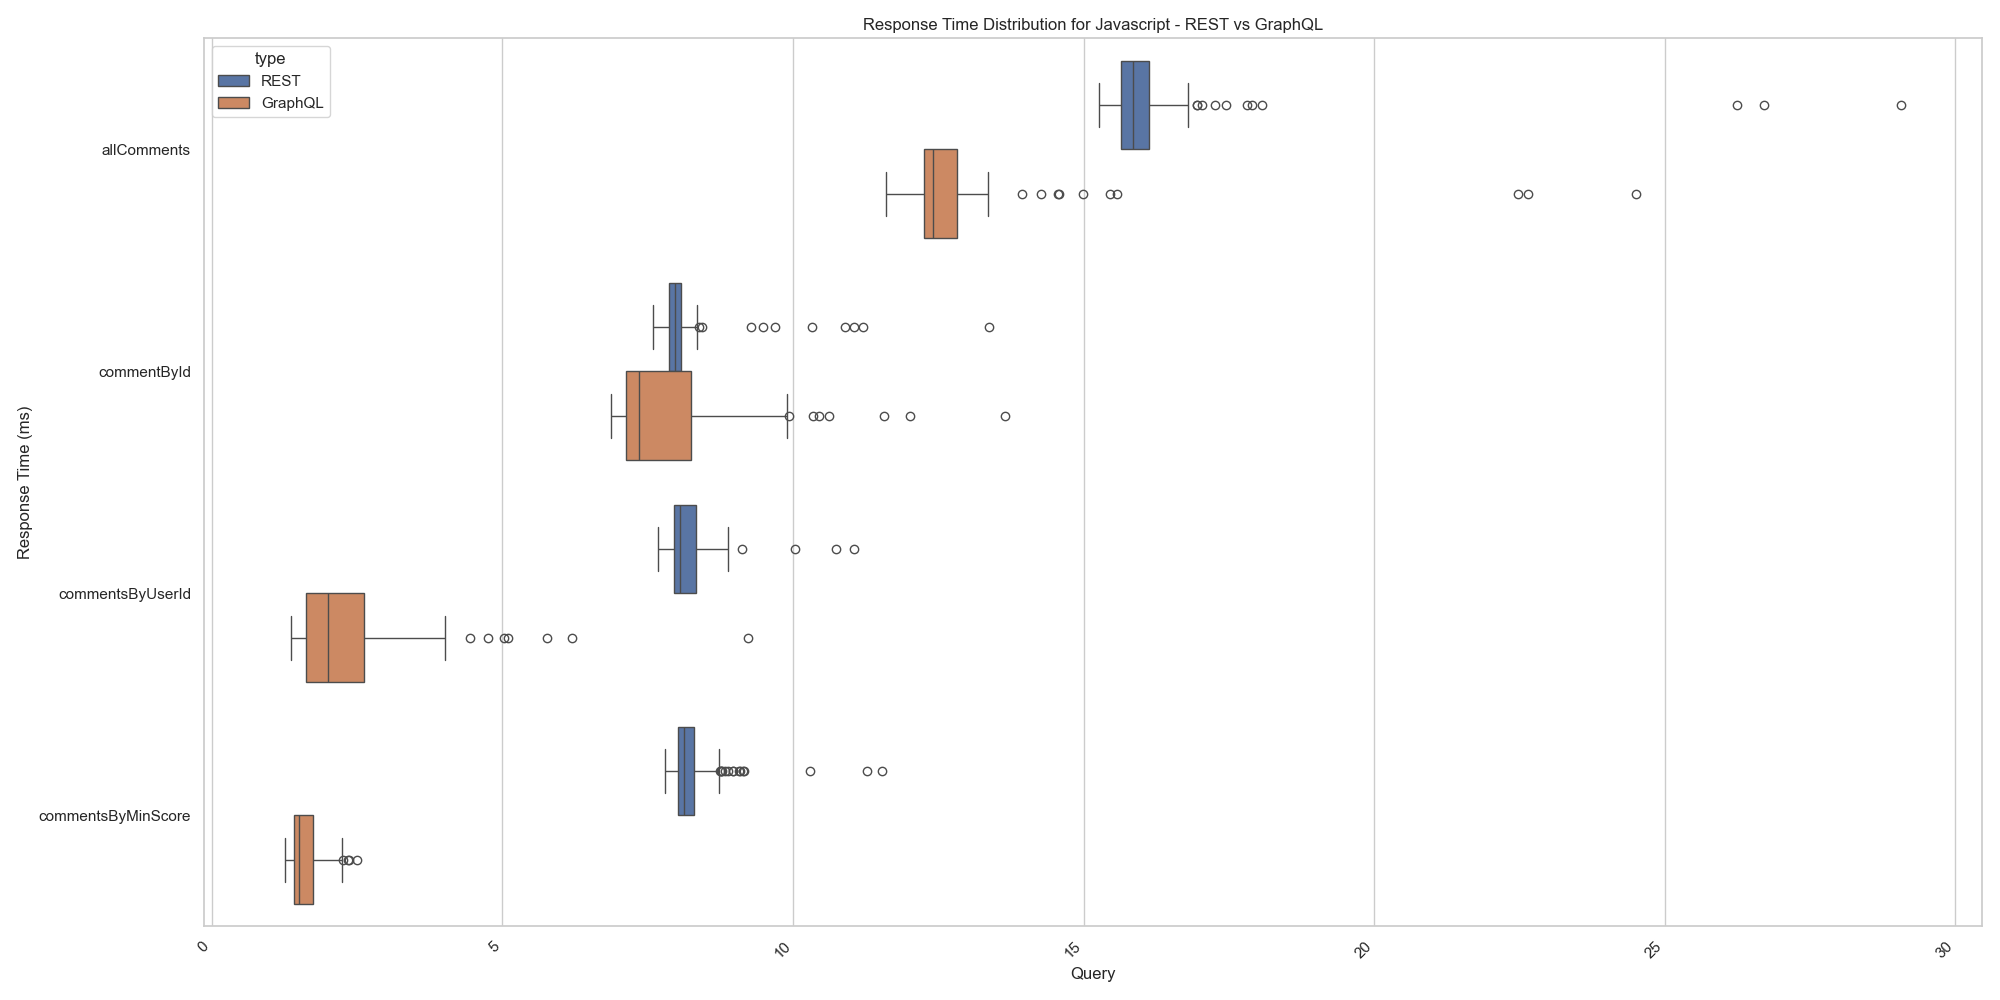 Response Time Distribution for Javascript - REST vs GraphQL
type
REST
GraphQL
allComments
commentById
commentsByUserId
commentsByMinScore
Response Time (ms)
0
5
10
15
20
25
30
Query